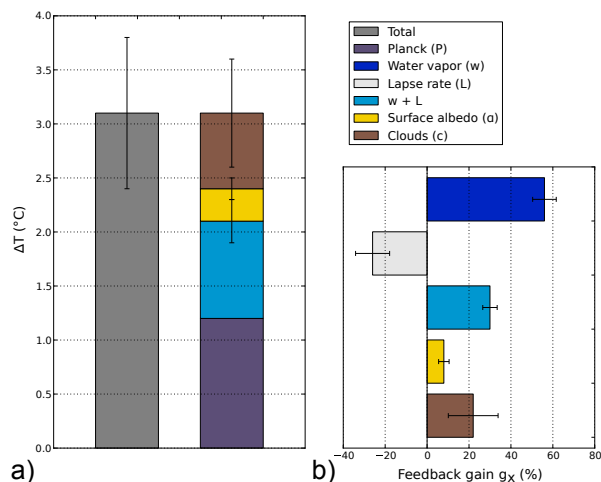 4.0
3.5
3.0
2.5
2.0
1.5
1.0
0.5
0.0
ΔT (°C)
a)
Total
Planck (P)
Water vapor (w)
Lapse rate (L)
w + L
Surface albedo (α)
Clouds (c)
−40 −20 0 20 40 60 80
Feedback gain gX (%)
b)